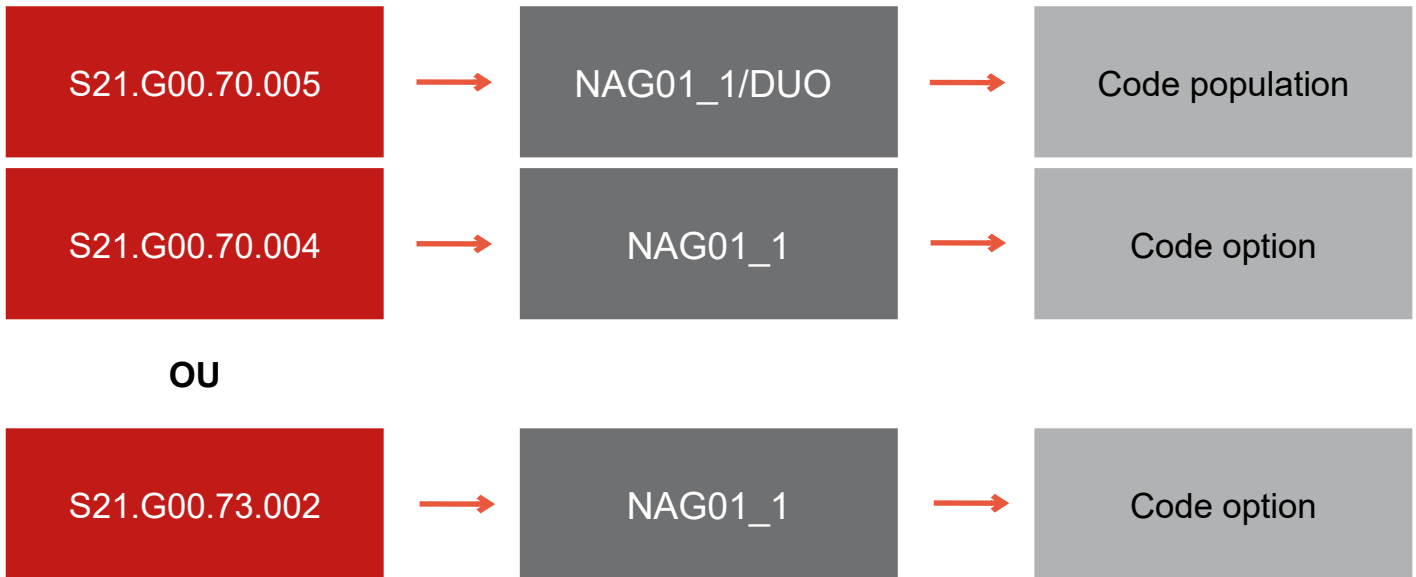 S21.G00.70.005
NAG01_1/DUO
Code population
S21.G00.70.004
NAG01_1
Code option
OU
S21.G00.73.002
NAG01_1
Code option